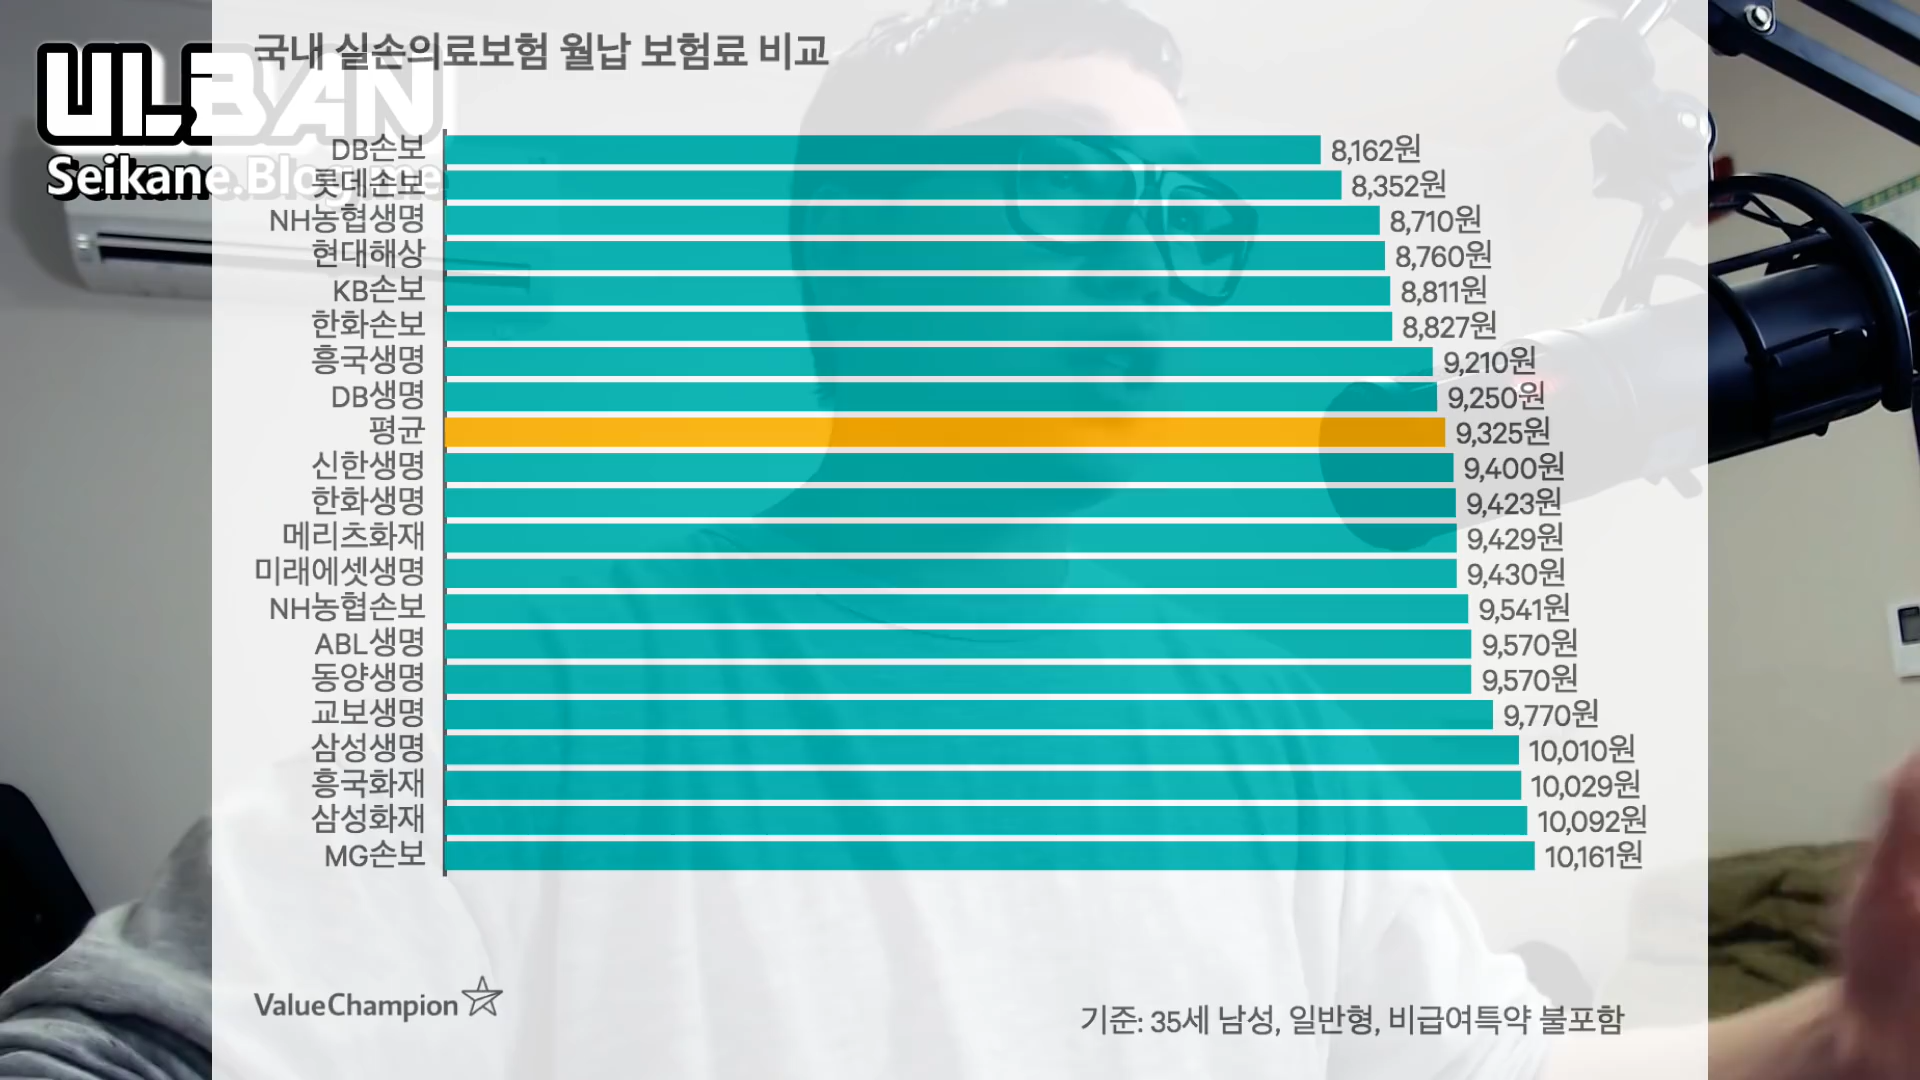 ULBAN
Seikane.Blog.me
국내 실손의료보험 월납 보험료 비교
DB손보 8,162원
롯데손보 8,352원
NH농협생명 8,710원
현대해상 8,760원
KB손보 8,811원
한화손보 8,827원
흥국생명 9,210원
DB생명 9,250원
평균 9,325원
신한생명 9,400원
한화생명 9,423원
메리츠화재 9,429원
미래에셋생명 9,430원
NH농협손보 9,541원
ABL생명 9,570원
동양생명 9,570원
교보생명 9,770원
삼성생명 10,010원
흥국화재 10,029원
삼성화재 10,092원
MG손보 10,161원
ValueChampion
기준: 35세 남성, 일반형, 비급여특약 불포함